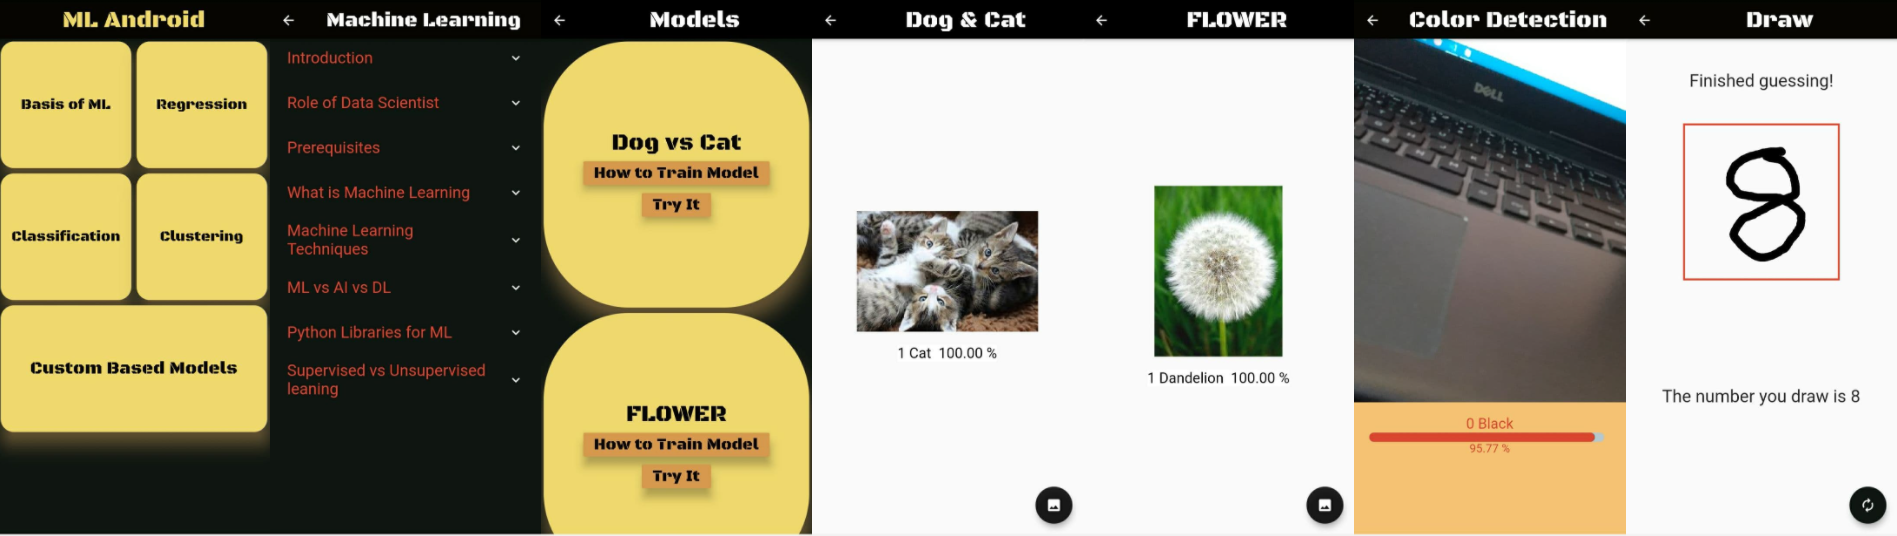 ML Android
Basis of ML
Regression
Classification
Clustering
Custom Based Models
Machine Learning
Introduction
Role of Data Scientist
Prerequisites
What is Machine Learning
Machine Learning
Techniques
ML vs AI vs DL
Python Libraries for ML
Supervised vs Unsupervised
leaning
Models
Dog vs Cat
How to Train Model
Try It
FLOWER
How to Train Model
Try It
Dog & Cat
1 Cat 100.00 %
FLOWER
1 Dandelion 100.00 %
Color Detection
DELL
0 Black
95.77 %
Draw
Finished guessing!
8
The number you draw is 8